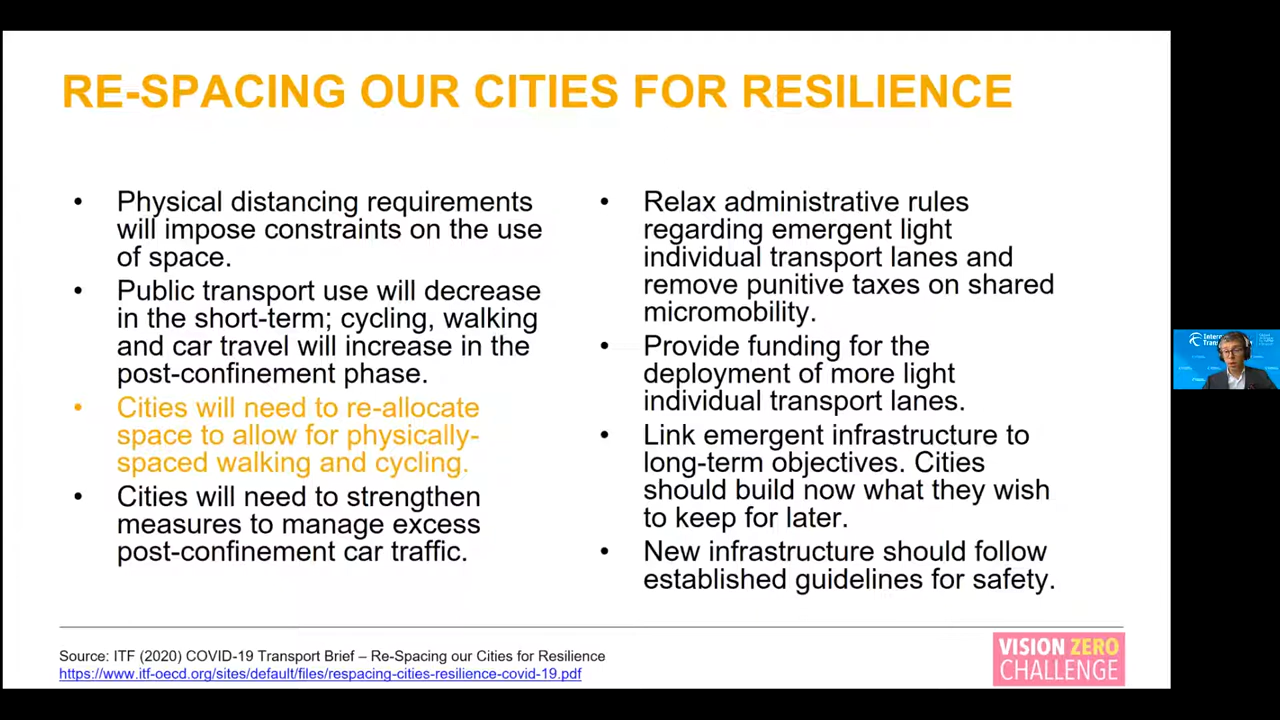 RE-SPACING OUR CITIES FOR RESILIENCE
• Physical distancing requirements
will impose constraints on the use
of space.
• Public transport use will decrease
in the short-term; cycling, walking
and car travel will increase in the
post-confinement phase.
• Cities will need to re-allocate
space to allow for physically-
spaced walking and cycling.
• Cities will need to strengthen
measures to manage excess
post-confinement car traffic.
• Relax administrative rules
regarding emergent light
individual transport lanes and
remove punitive taxes on shared
micromobility.
• Provide funding for the
deployment of more light
individual transport lanes.
• Link emergent infrastructure to
long-term objectives. Cities
should build now what they wish
to keep for later.
• New infrastructure should follow
established guidelines for safety.
Source: ITF (2020) COVID-19 Transport Brief – Re-Spacing our Cities for Resilience
https://www.itf-oecd.org/sites/default/files/respacing-cities-resilience-covid-19.pdf
VISION ZERO
CHALLENGE